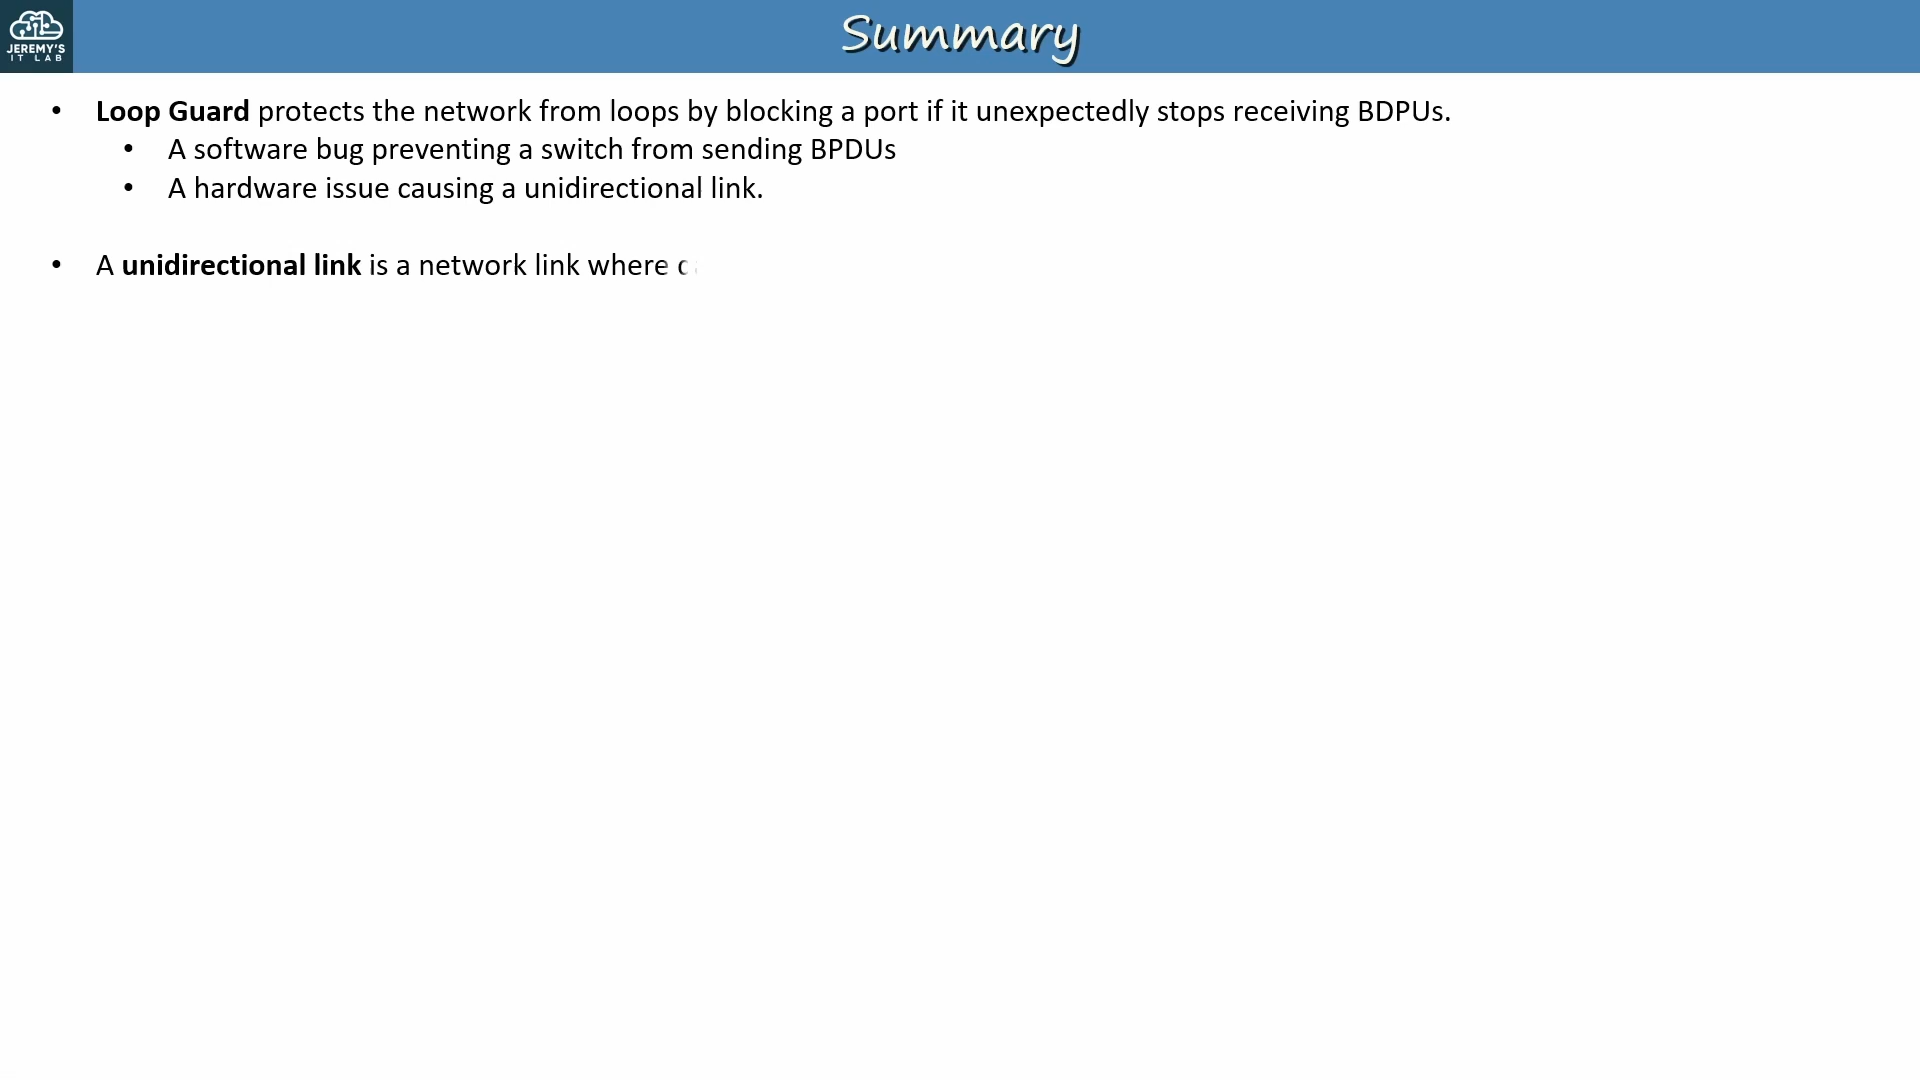 JEREMY'S
IT LAB
Summary
• Loop Guard protects the network from loops by blocking a port if it unexpectedly stops receiving BDPUs.
• A software bug preventing a switch from sending BPDUs
• A hardware issue causing a unidirectional link.
• A unidirectional link is a network link where